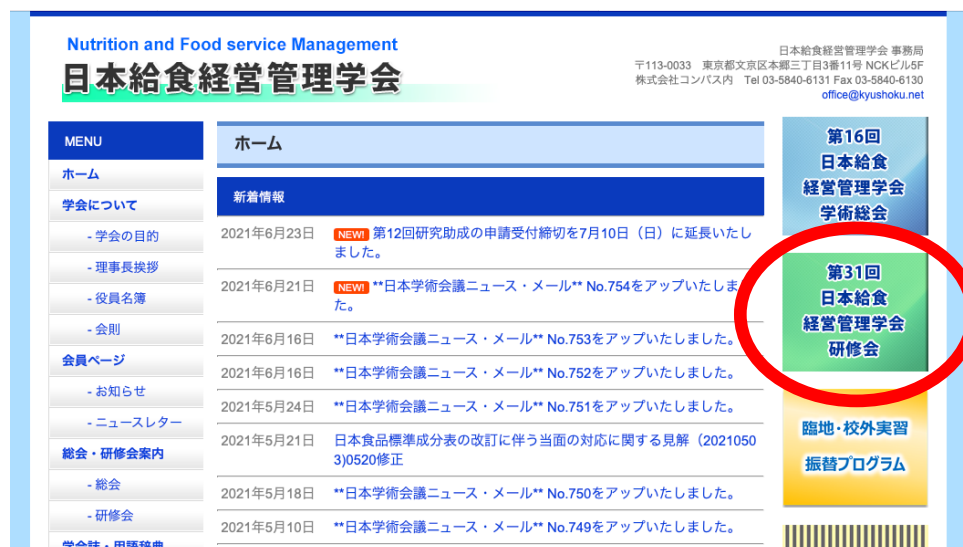 Nutrition and Food service Management
日本給食経営管理学会
日本給食経営管理学会 事務局
〒113-0033　東京都文京区本郷三丁目3番11号 NCKビル5F
株式会社コンパス内　Tel 03-5840-6131 Fax 03-5840-6130
office@kyushoku.net
MENU
ホーム
学会について
- 学会の目的
- 理事長挨拶
- 役員名簿
- 会則
会員ページ
- お知らせ
- ニュースレター
総会・研修会案内
- 総会
- 研修会
学会誌・用語辞典
ホーム
新着情報
2021年6月23日 NEW! 第12回研究助成の申請受付締切を7月10日（日）に延長いたし
ました。
2021年6月21日 NEW! **日本学術会議ニュース・メール** No.754をアップいたしまし
た。
2021年6月16日 **日本学術会議ニュース・メール** No.753をアップいたしました。
2021年6月16日 **日本学術会議ニュース・メール** No.752をアップいたしました。
2021年5月24日 **日本学術会議ニュース・メール** No.751をアップいたしました。
2021年5月21日 日本食品標準成分表の改訂に伴う当面の対応に関する見解（2021050
3)0520修正
2021年5月18日 **日本学術会議ニュース・メール** No.750をアップいたしました。
2021年5月10日 **日本学術会議ニュース・メール** No.749をアップいたしました。
第16回
日本給食
経営管理学会
学術総会
第31回
日本給食
経営管理学会
研修会
臨地・校外実習
振替プログラム